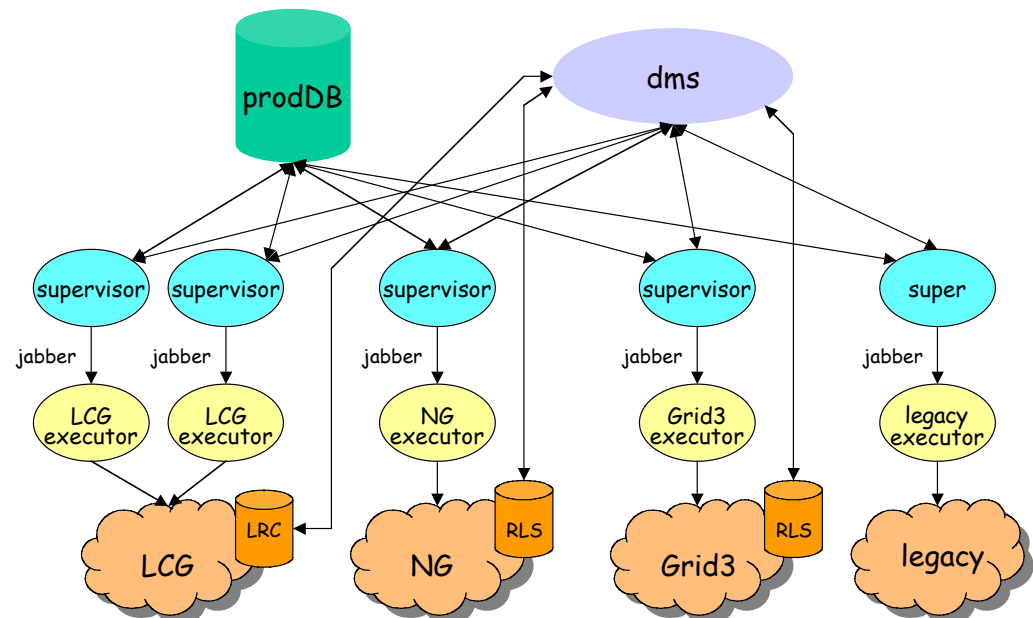 prodDB
dms
supervisor
supervisor
supervisor
supervisor
super
jabber
jabber
jabber
jabber
jabber
LCG
executor
LCG
executor
NG
executor
Grid3
executor
legacy
executor
LRC
RLS
RLS
LCG
NG
Grid3
legacy